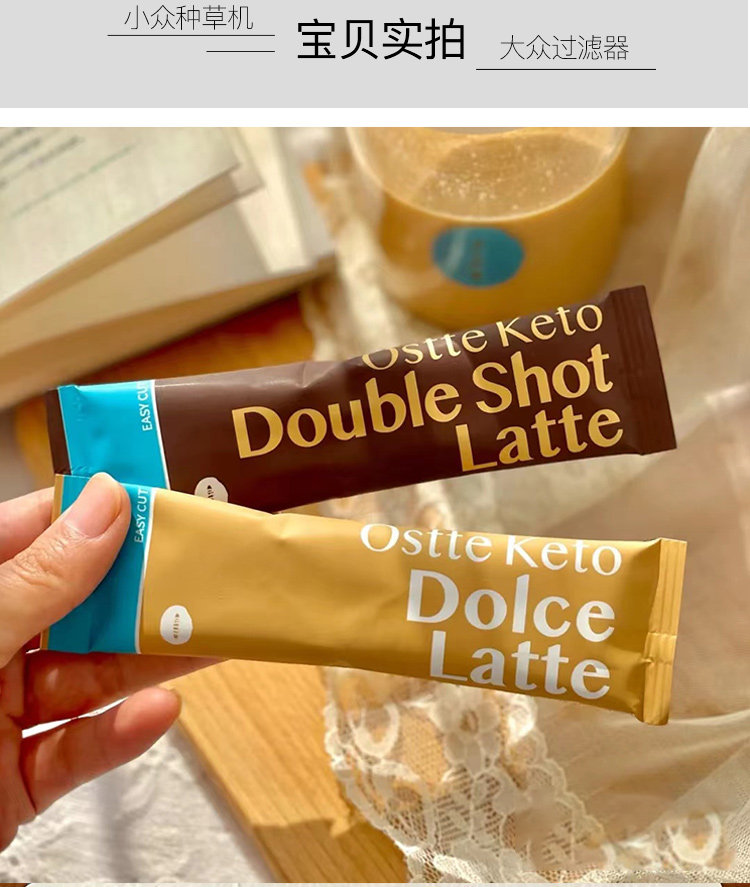 小众种草机
宝贝实拍
大众过滤器
Ostte Keto
Double Shot
Latte
EASY CUT
Ostte Keto
Dolce
Latte
EASY CUT